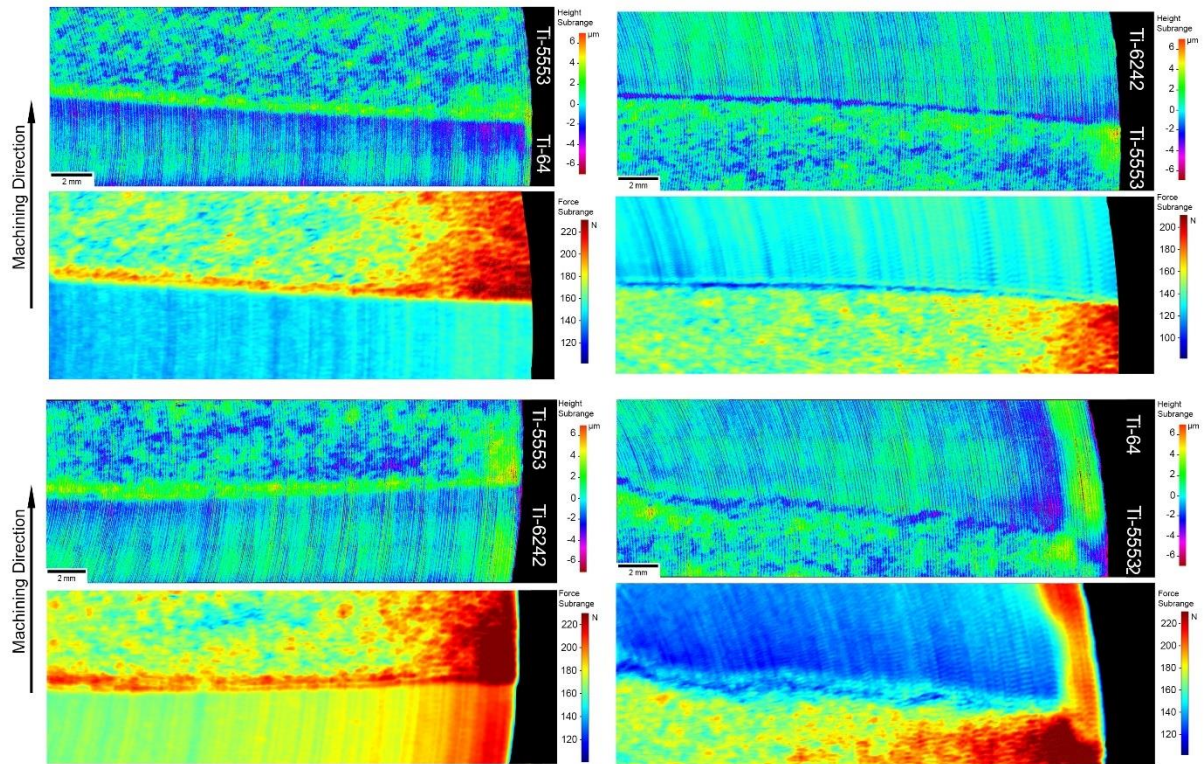 Machining Direction
Ti-5553
Ti-64
2 mm
Height
Subrange
µm
6
4
2
0
-2
-4
-6
Force
Subrange
N
220
200
180
160
140
120
Ti-6242
Ti-5553
2 mm
Height
Subrange
µm
6
4
2
0
-2
-4
-6
Force
Subrange
N
200
180
160
140
120
100
Machining Direction
Ti-5553
Ti-6242
2 mm
Height
Subrange
µm
6
4
2
0
-2
-4
-6
Force
Subrange
N
220
200
180
160
140
120
Ti-64
Ti-55532
2 mm
Height
Subrange
µm
6
4
2
0
-2
-4
-6
Force
Subrange
N
220
200
180
160
140
120